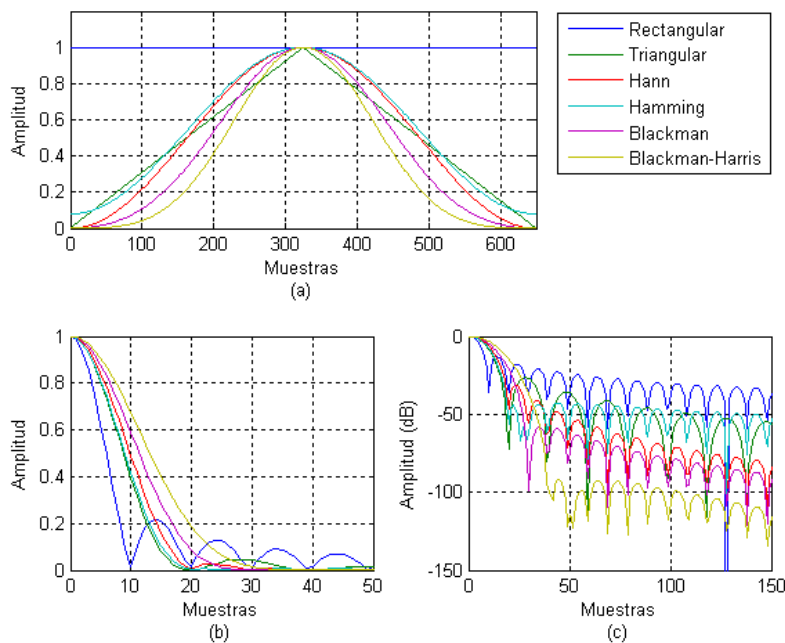 Amplitud
1
0.8
0.6
0.4
0.2
0
0 100 200 300 400 500 600
Muestras
(a)
Rectangular
Triangular
Hann
Hamming
Blackman
Blackman-Harris
Amplitud
1
0.8
0.6
0.4
0.2
0
0 10 20 30 40 50
Muestras
(b)
Amplitud (dB)
0
-50
-100
-150
0 50 100 150
Muestras
(c)